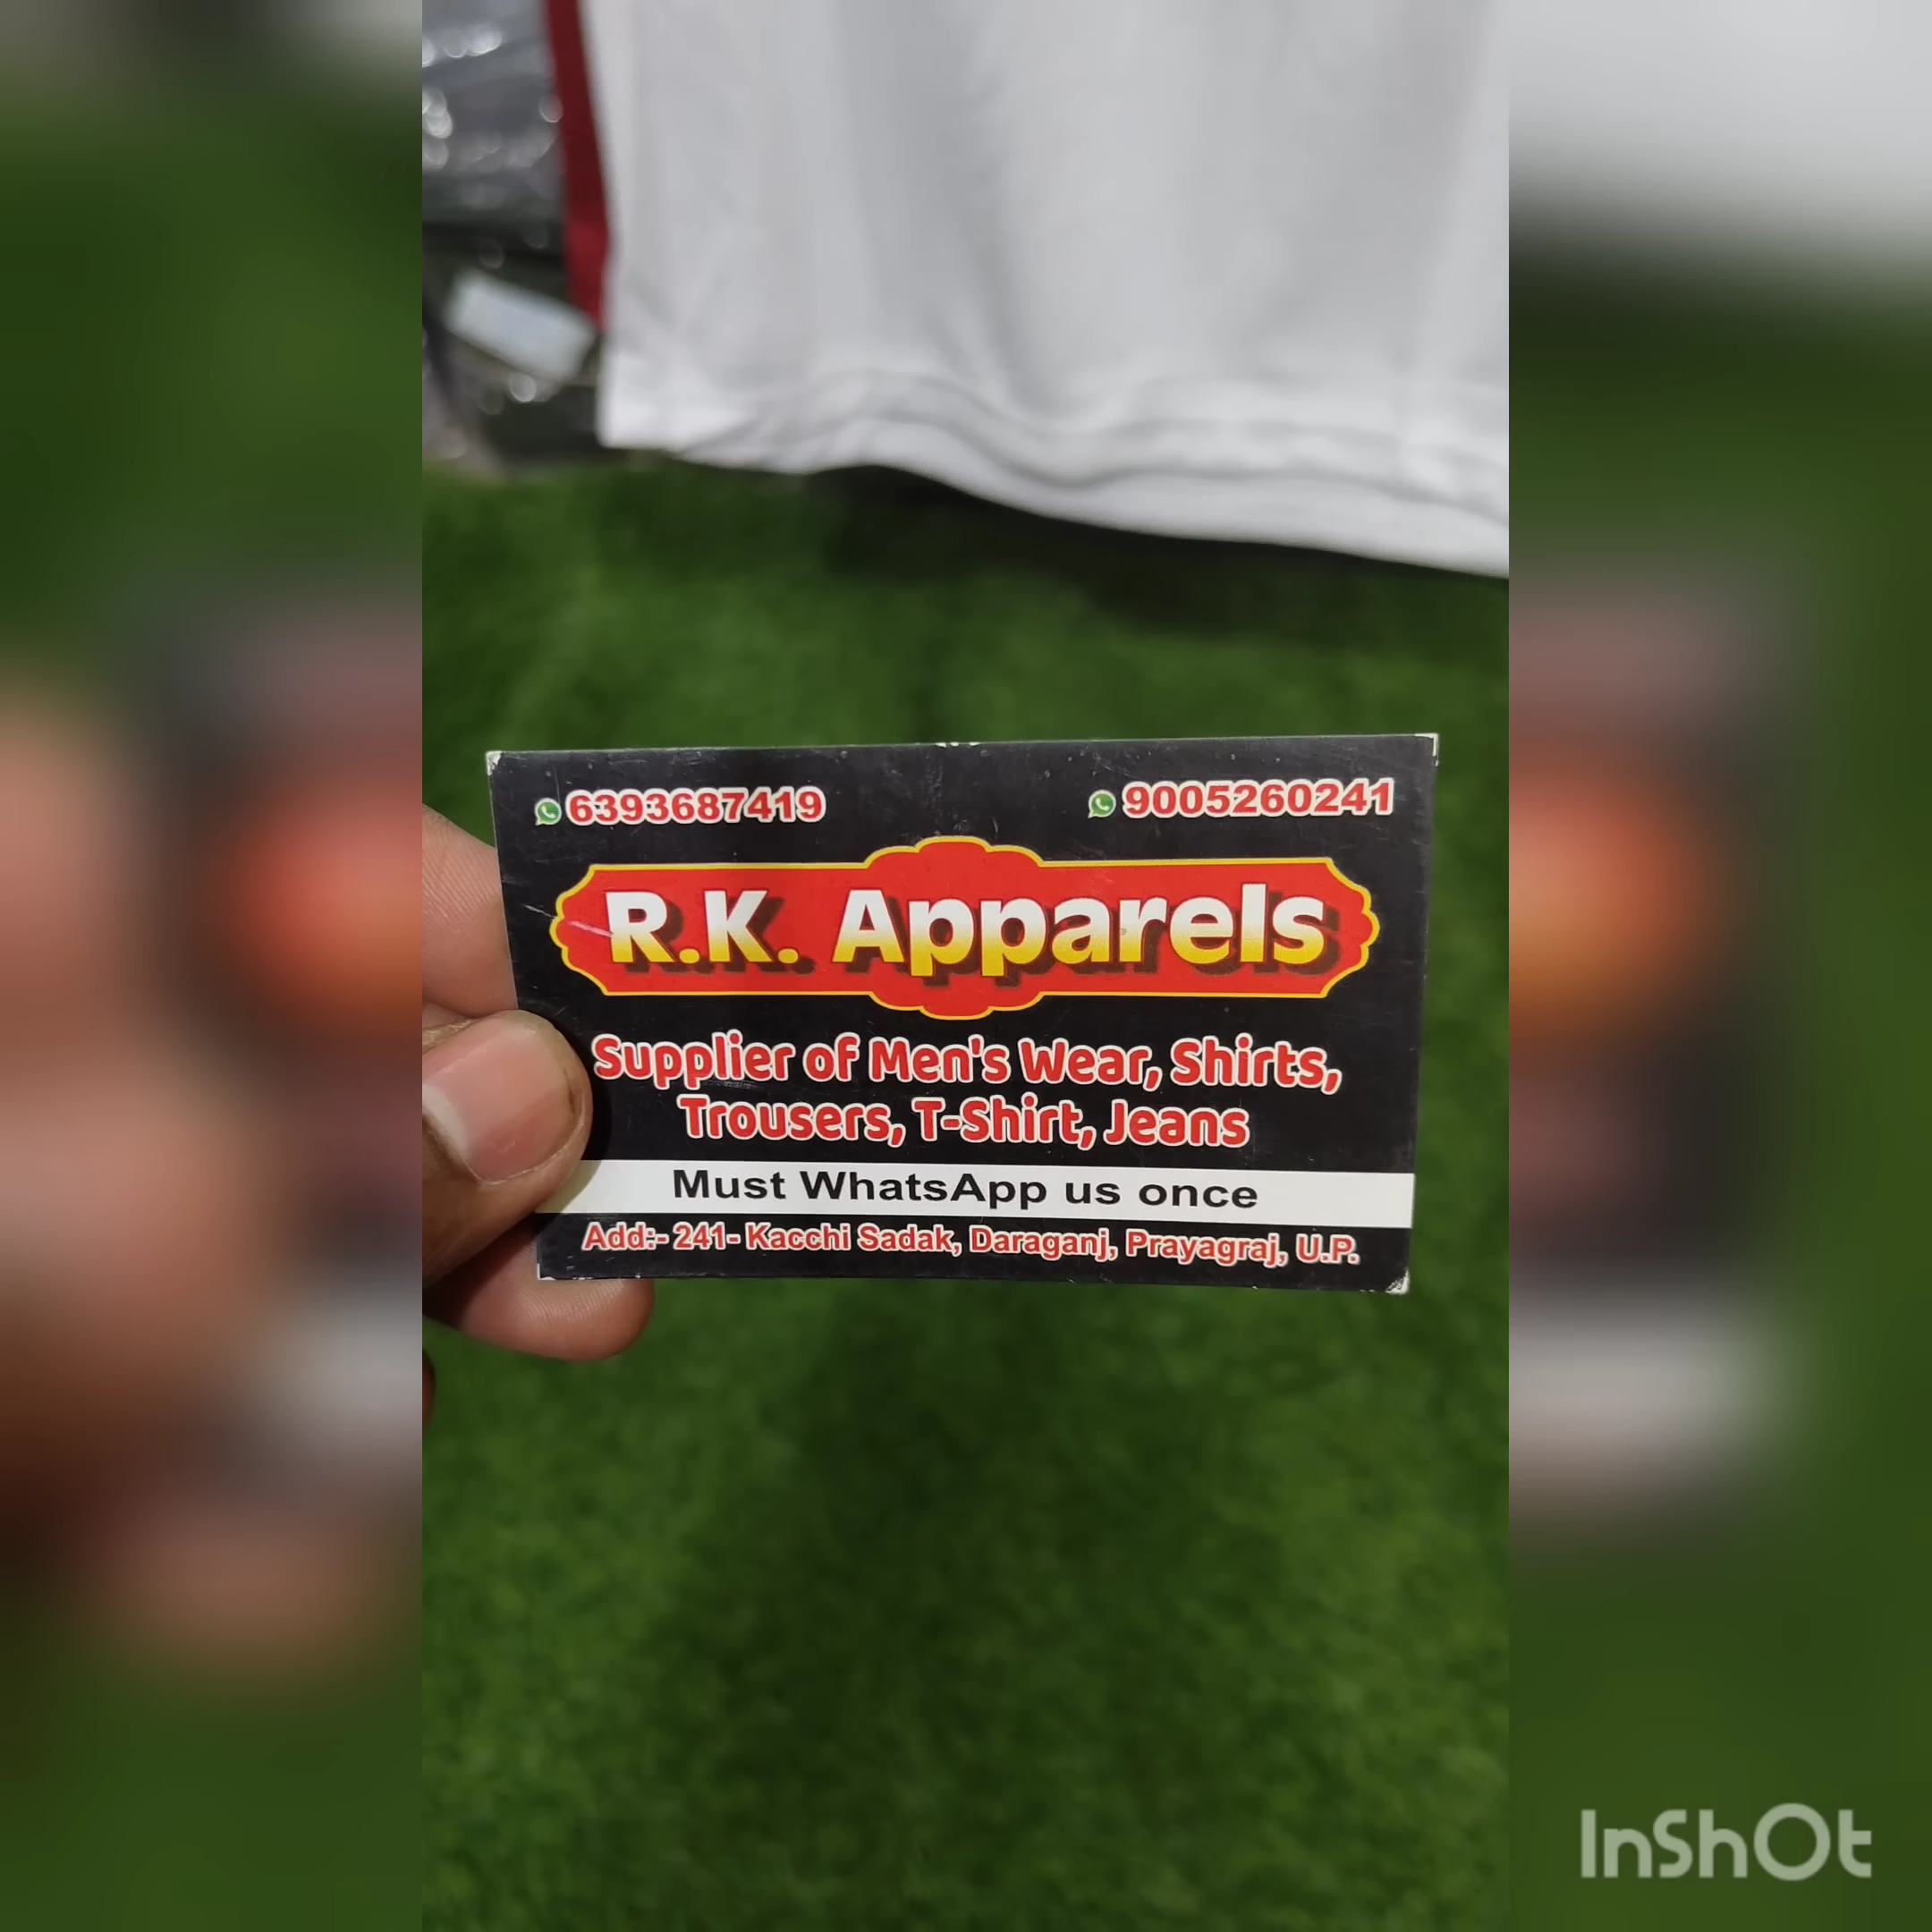 6393687419 9005260241
R.K. Apparels
Supplier of Men's Wear, Shirts,
Trousers, T-Shirt, Jeans
Must WhatsApp us once
Add:- 241- Kacchi Sadak, Daraganj, Prayagraj, U.P.
InShOt